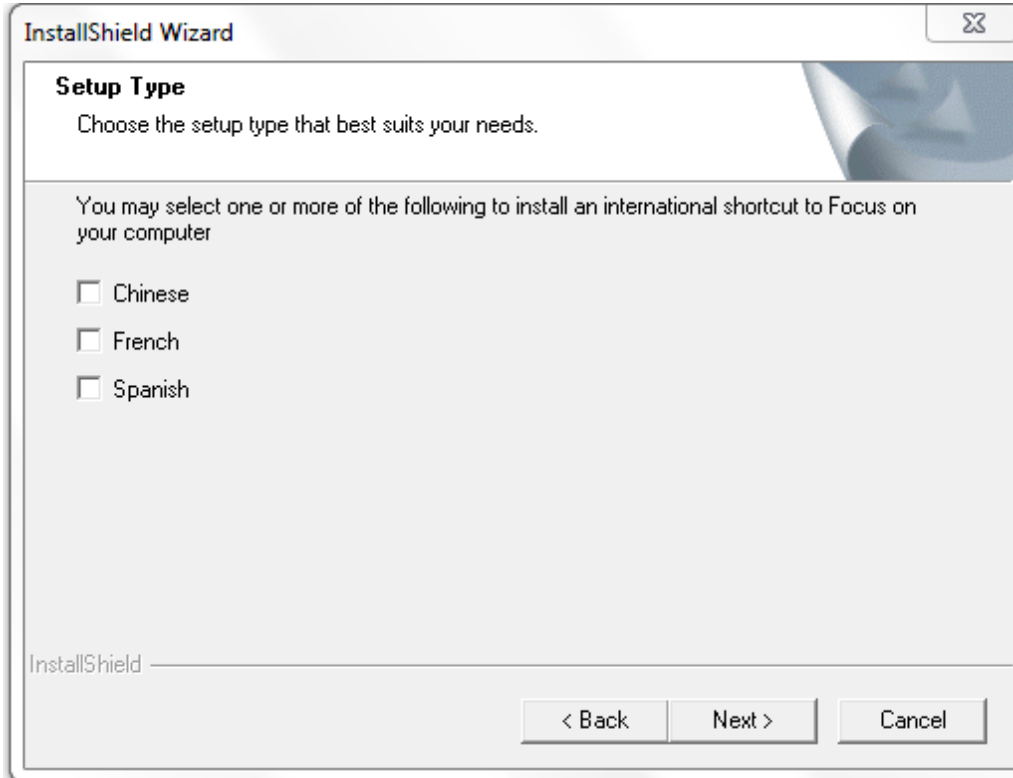 InstallShield Wizard
Setup Type
Choose the setup type that best suits your needs.
You may select one or more of the following to install an international shortcut to Focus on
your computer
Chinese
French
Spanish
InstallShield
< Back Next > Cancel